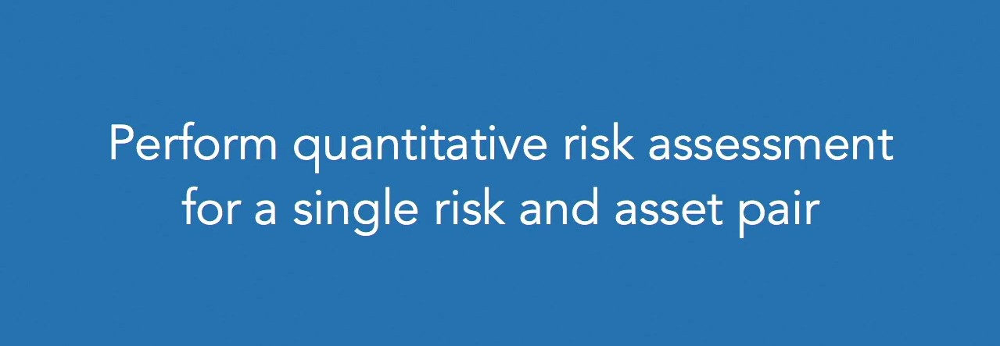 Perform quantitative risk assessment
for a single risk and asset pair